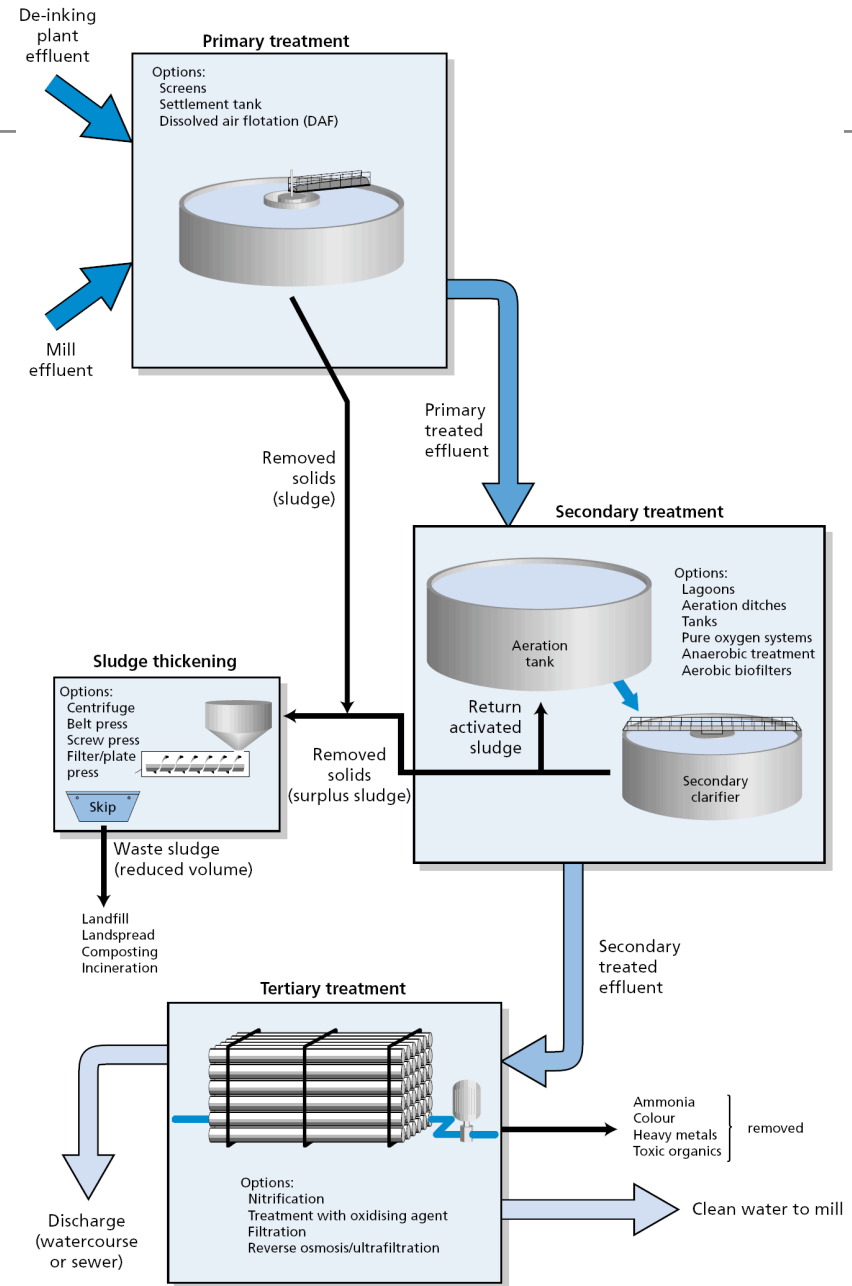 De-inking
plant
effluent
Primary treatment
Options:
Screens
Settlement tank
Dissolved air flotation (DAF)
Mill
effluent
Primary
treated
effluent
Removed
solids
(sludge)
Secondary treatment
Options:
Lagoons
Aeration ditches
Tanks
Pure oxygen systems
Anaerobic treatment
Aerobic biofilters
Aeration
tank
Return
activated
sludge
Secondary
clarifier
Sludge thickening
Options:
Centrifuge
Belt press
Screw press
Filter/plate
press
Skip
Removed
solids
(surplus sludge)
Waste sludge
(reduced volume)
Landfill
Landspread
Composting
Incineration
Secondary
treated
effluent
Tertiary treatment
Options:
Nitrification
Treatment with oxidising agent
Filtration
Reverse osmosis/ultrafiltration
Ammonia
Colour
Heavy metals
Toxic organics
removed
Clean water to mill
Discharge
(watercourse
or sewer)